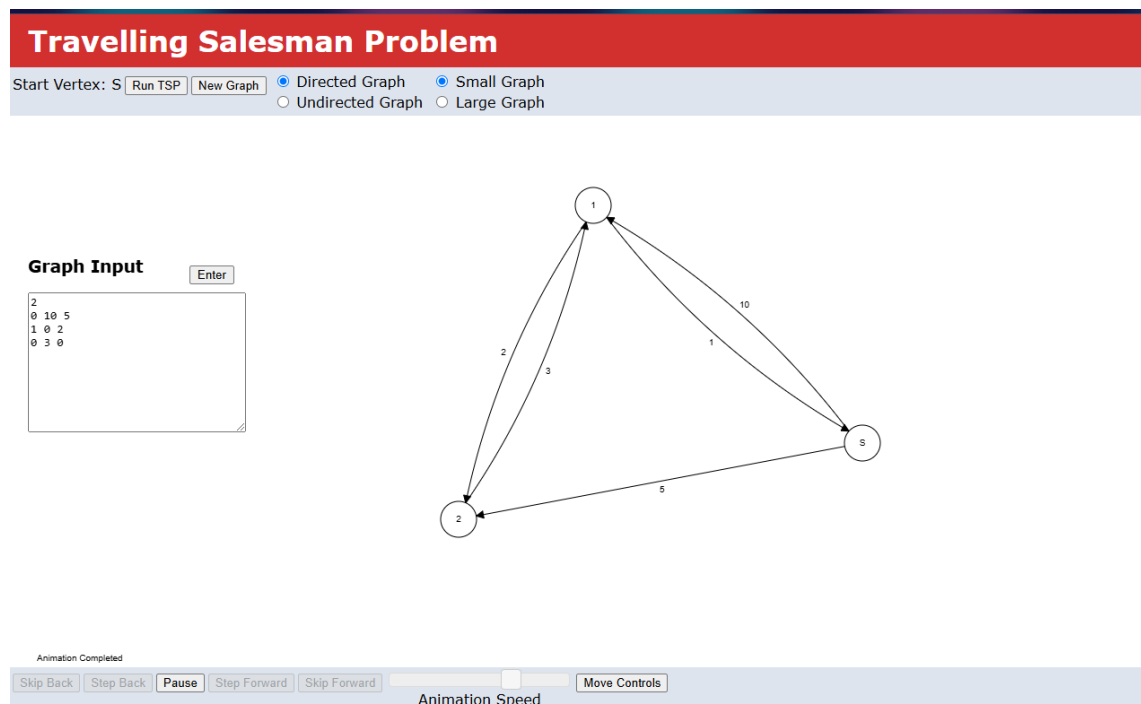 Travelling Salesman Problem
Start Vertex: S Run TSP New Graph Directed Graph Small Graph
Undirected Graph Large Graph
1
Graph Input
Enter
2
0 10 5
1 0 2
0 3 0
10
1
2
3
S
5
2
Animation Completed
Skip Back Step Back Pause Step Forward Skip Forward Move Controls
Animation Speed